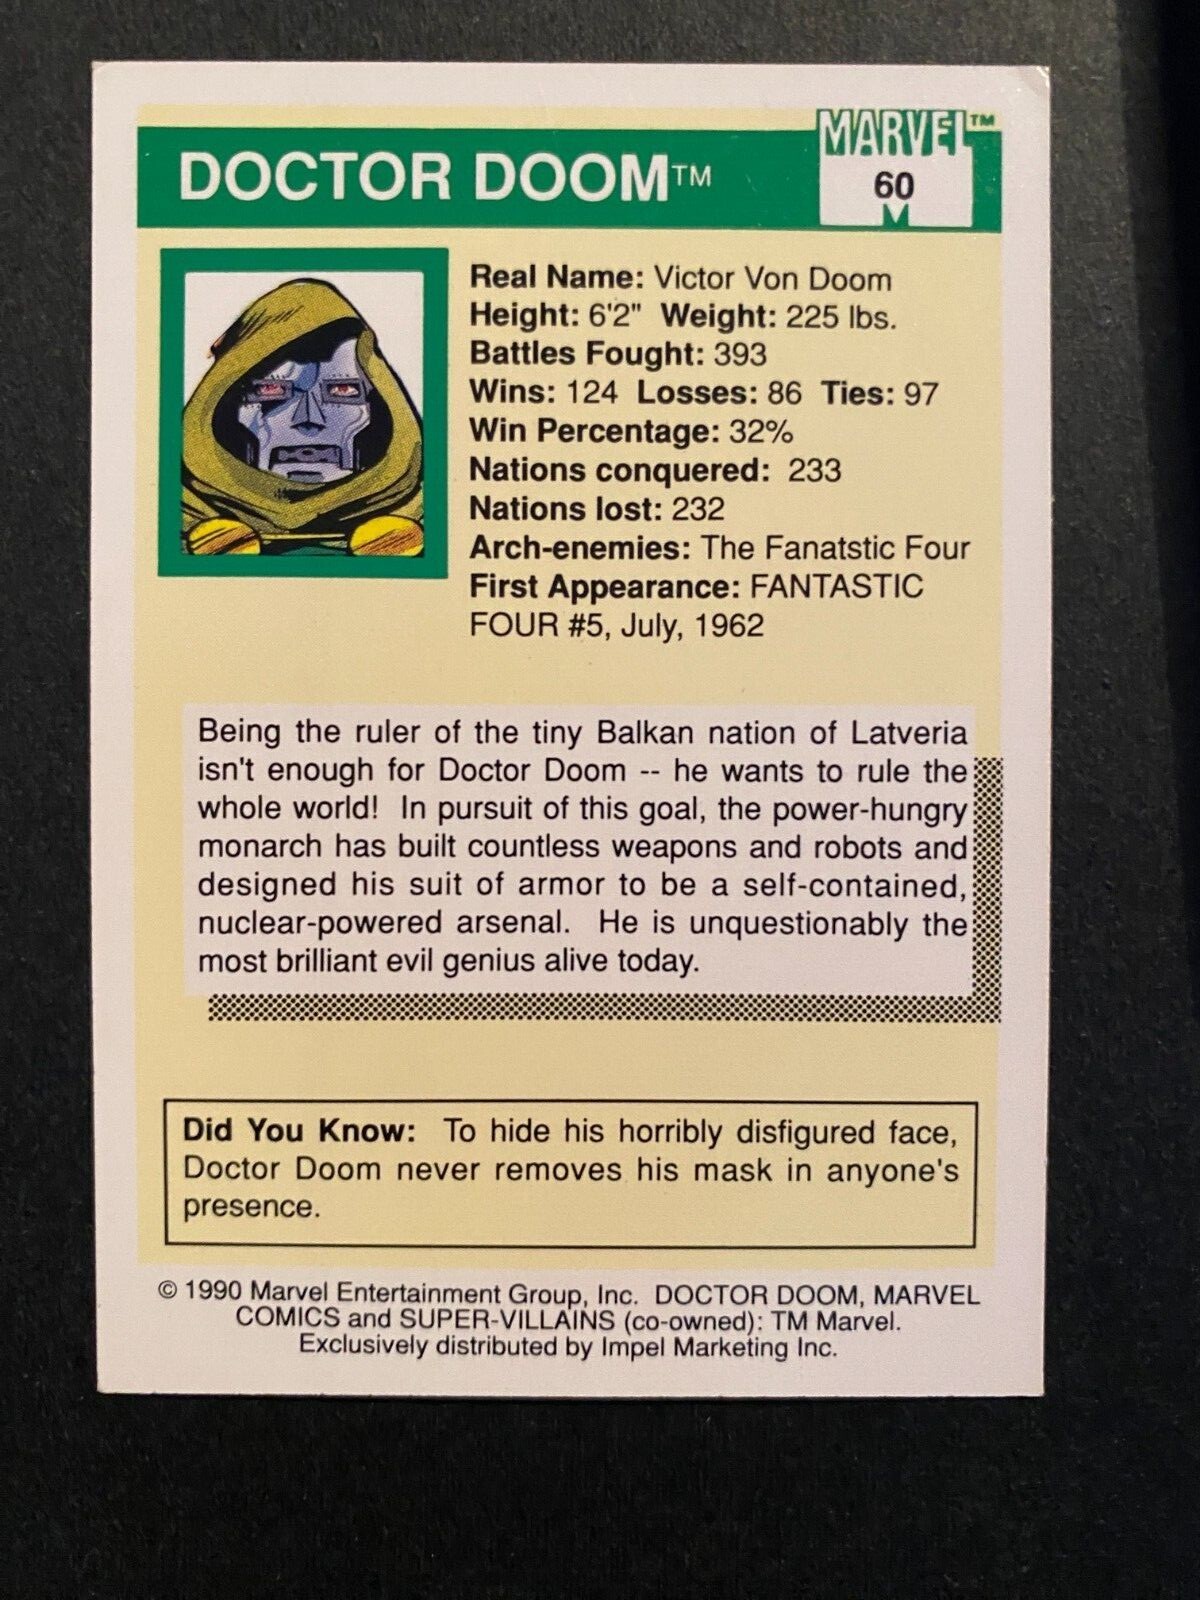 DOCTOR DOOM™
MARVEL™
60
Real Name: Victor Von Doom
Height: 6'2" Weight: 225 lbs.
Battles Fought: 393
Wins: 124 Losses: 86 Ties: 97
Win Percentage: 32%
Nations conquered: 233
Nations lost: 232
Arch-enemies: The Fanatstic Four
First Appearance: FANTASTIC
FOUR #5, July, 1962
Being the ruler of the tiny Balkan nation of Latveria
isn't enough for Doctor Doom -- he wants to rule the
whole world! In pursuit of this goal, the power-hungry
monarch has built countless weapons and robots and
designed his suit of armor to be a self-contained,
nuclear-powered arsenal. He is unquestionably the
most brilliant evil genius alive today.
Did You Know: To hide his horribly disfigured face,
Doctor Doom never removes his mask in anyone's
presence.
© 1990 Marvel Entertainment Group, Inc. DOCTOR DOOM, MARVEL
COMICS and SUPER-VILLAINS (co-owned): TM Marvel.
Exclusively distributed by Impel Marketing Inc.